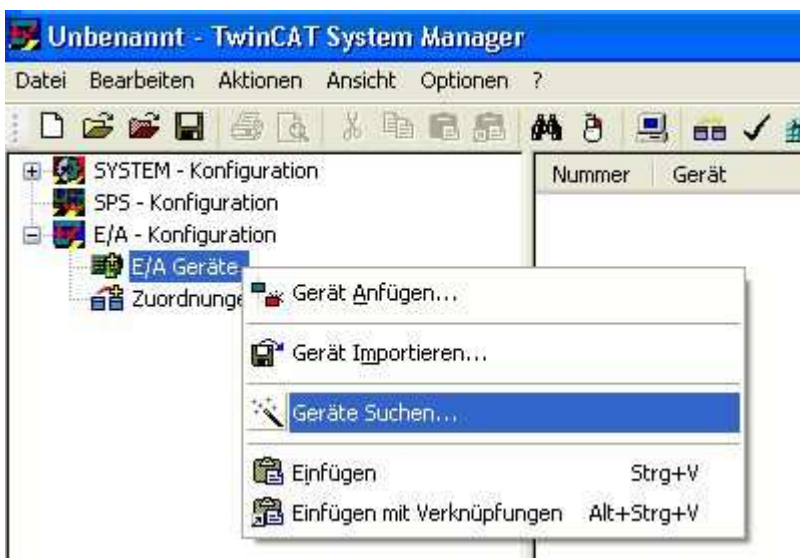 Unbenannt - TwinCAT System Manager
Datei Bearbeiten Aktionen Ansicht Optionen ?
SYSTEM - Konfiguration
SPS - Konfiguration
E/A - Konfiguration
E/A Geräte
Zuordnunge
Nummer Gerät
Gerät Anfügen...
Gerät Importieren...
Geräte Suchen...
Einfügen Strg+V
Einfügen mit Verknüpfungen Alt+Strg+V